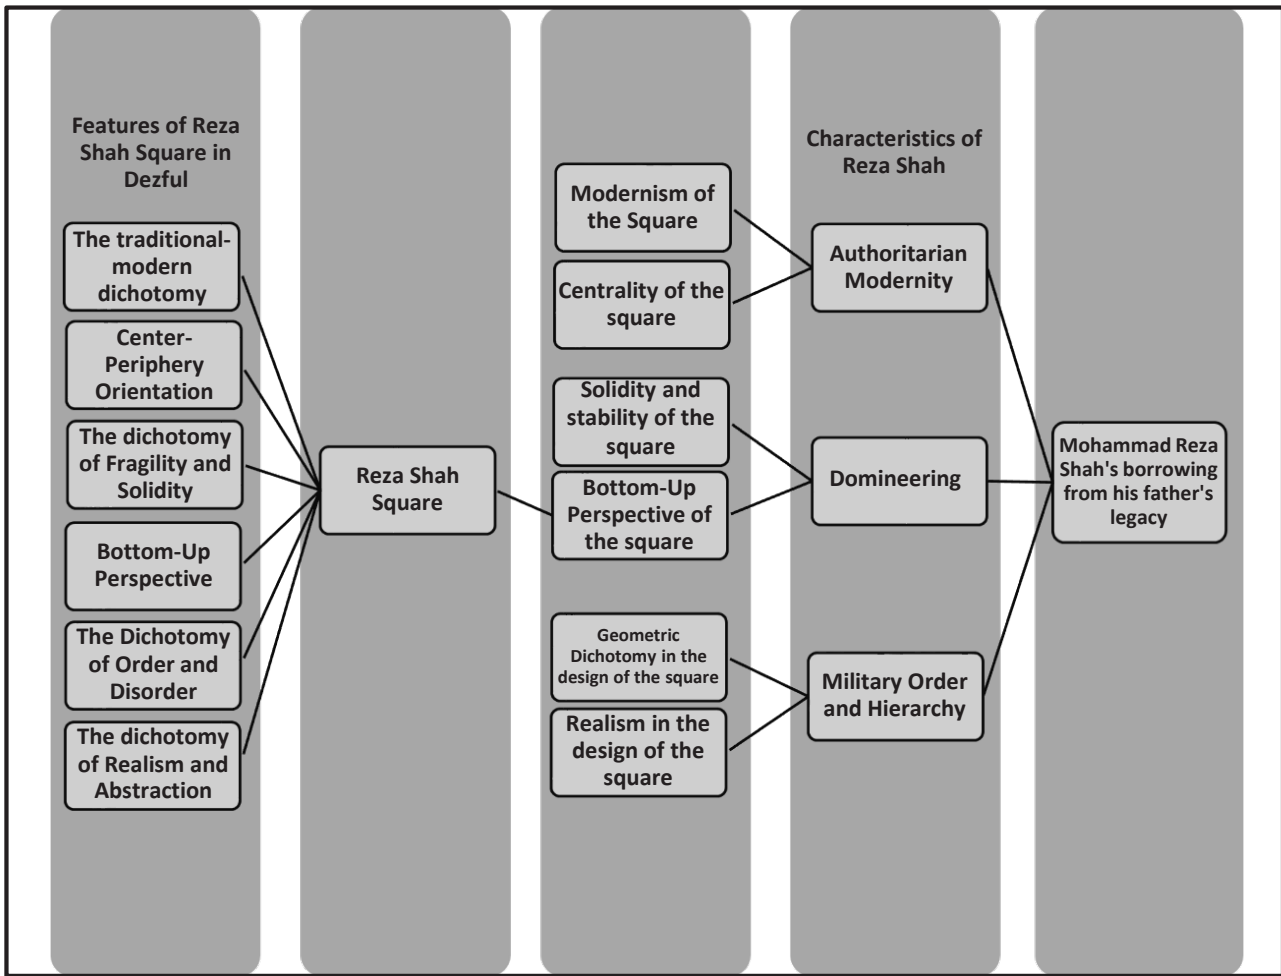 Features of Reza
Shah Square in
Dezful
The traditional-
modern
dichotomy
Center-
Periphery
Orientation
The dichotomy
of Fragility and
Solidity
Bottom-Up
Perspective
The Dichotomy
of Order and
Disorder
The dichotomy
of Realism and
Abstraction
Reza Shah
Square
Modernism of
the Square
Centrality of the
square
Solidity and
stability of the
square
Bottom-Up
Perspective of
the square
Geometric
Dichotomy in the
design of the square
Realism in the
design of the
square
Characteristics of
Reza Shah
Authoritarian
Modernity
Domineering
Military Order
and Hierarchy
Mohammad Reza
Shah's borrowing
from his father's
legacy